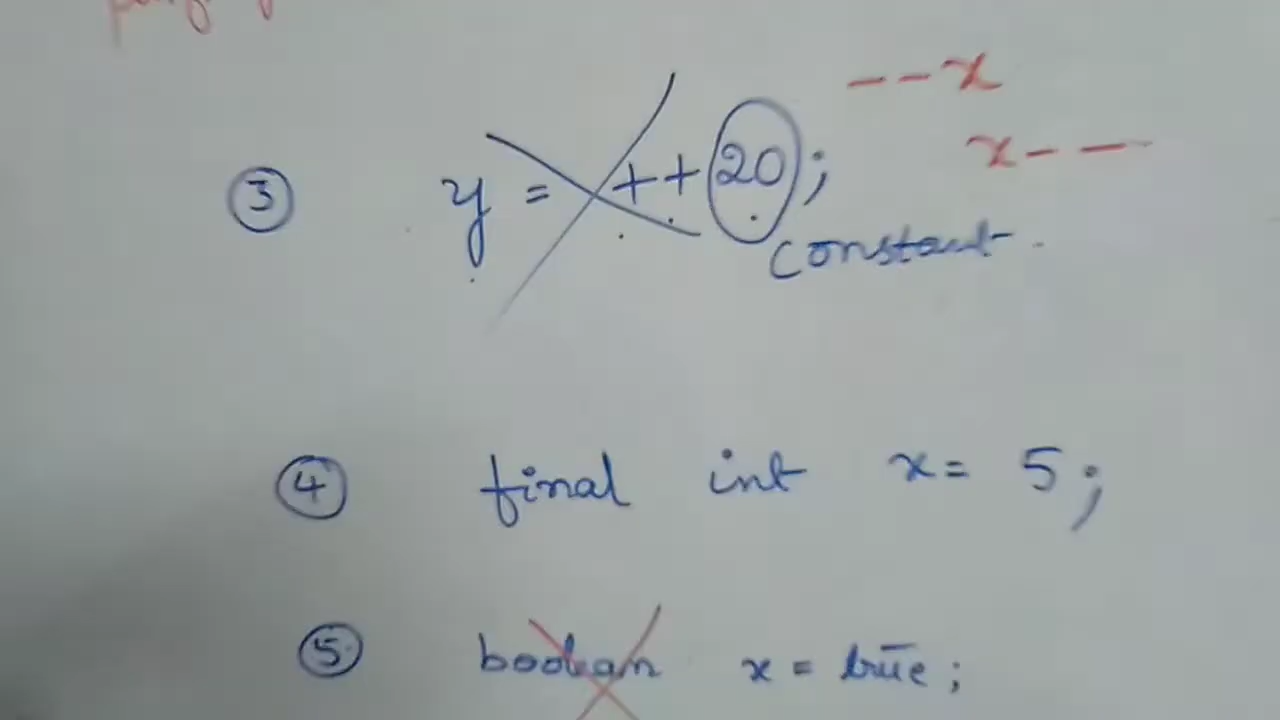 --x
x--
③ y = ++20;
constant.
④ final int x = 5;
⑤ boolean x = true;